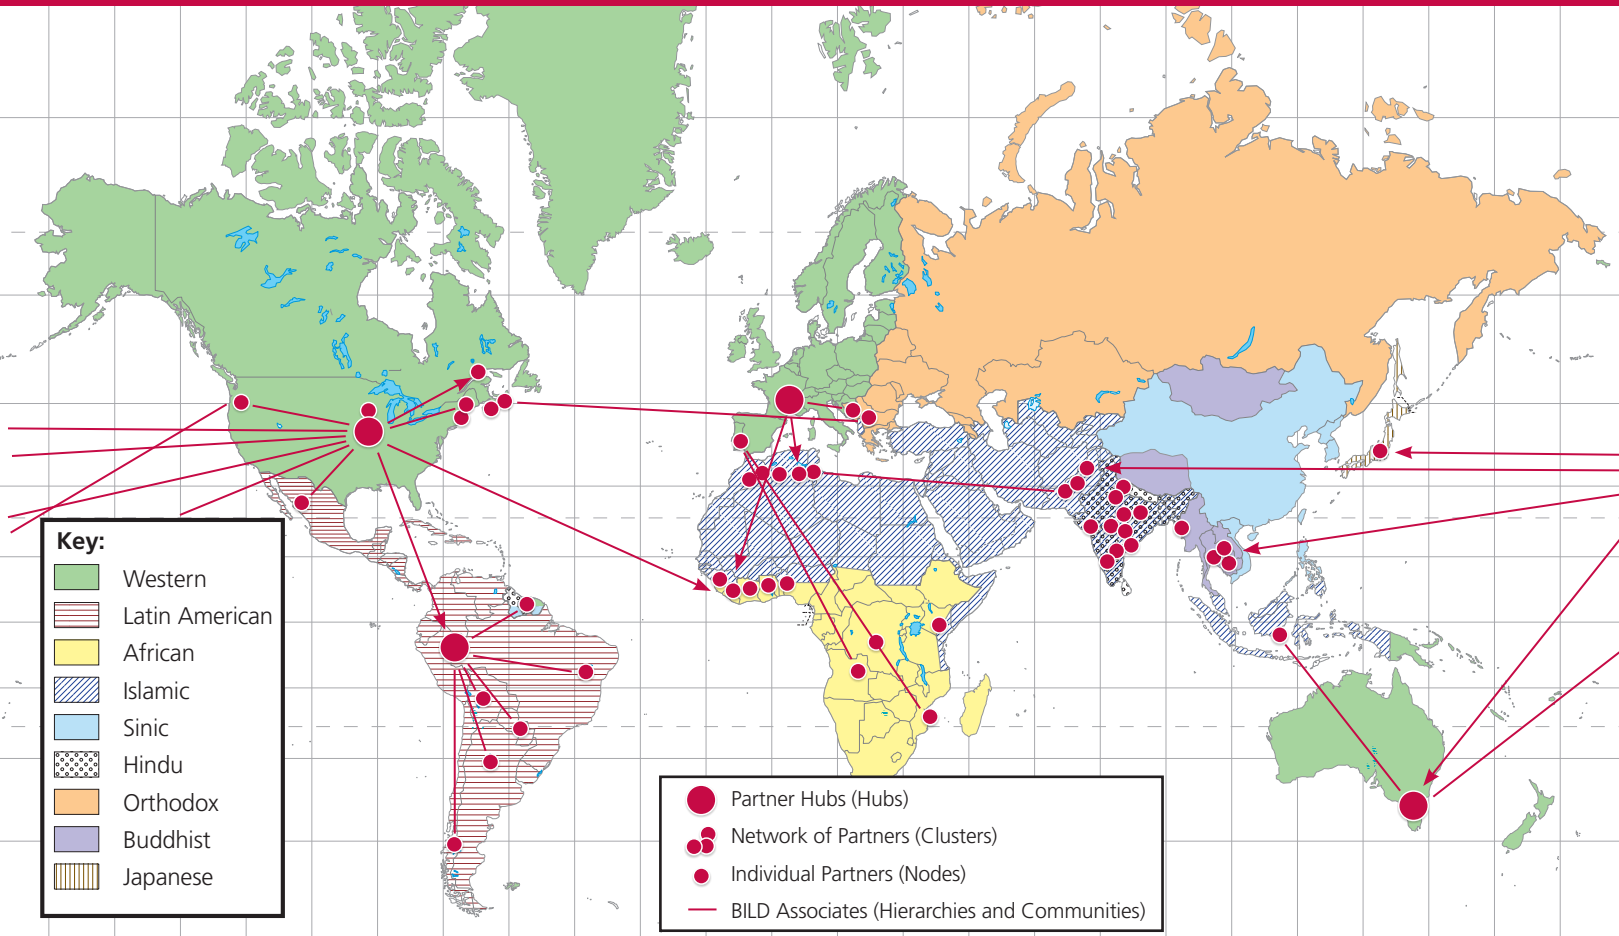 Key:
Western
Latin American
African
Islamic
Sinic
Hindu
Orthodox
Buddhist
Japanese
Partner Hubs (Hubs)
Network of Partners (Clusters)
Individual Partners (Nodes)
BILD Associates (Hierarchies and Communities)